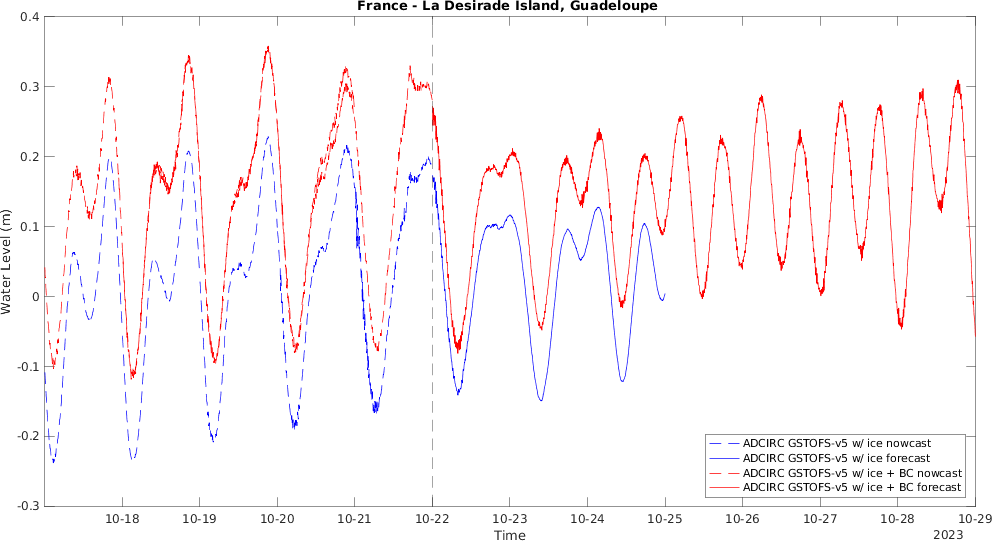 France - La Desirade Island, Guadeloupe
Water Level (m)
0.4
0.3
0.2
0.1
0
-0.1
-0.2
-0.3
10-18 10-19 10-20 10-21 10-22 10-23 10-24 10-25 10-26 10-27 10-28 10-29
Time
2023
ADCIRC GSTOFS-v5 w/ ice nowcast
ADCIRC GSTOFS-v5 w/ ice forecast
ADCIRC GSTOFS-v5 w/ ice + BC nowcast
ADCIRC GSTOFS-v5 w/ ice + BC forecast